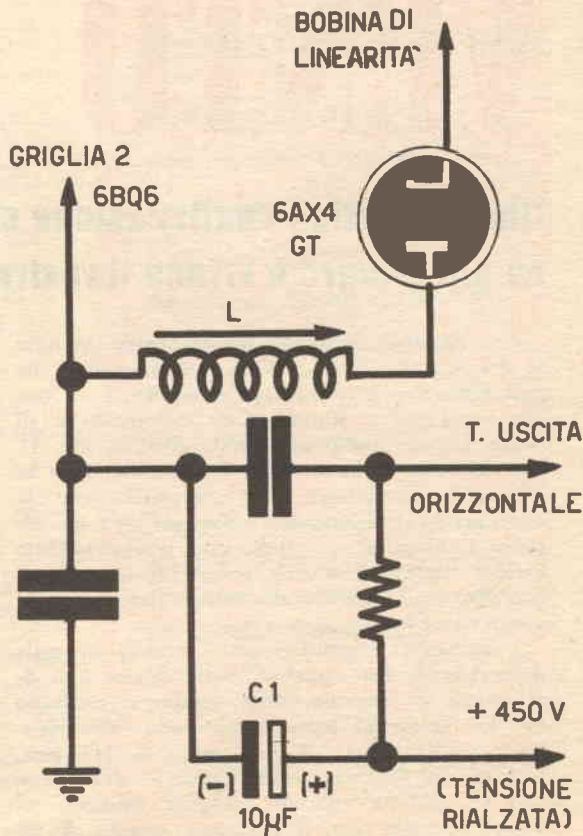 BOBINA DI
LINEARITA'
GRIGLIA 2
6BQ6
6AX4
GT
L
T. USCITA
ORIZZONTALE
C1
(-)
(+)
10µF
+ 450 V
(TENSIONE
RIALZATA)